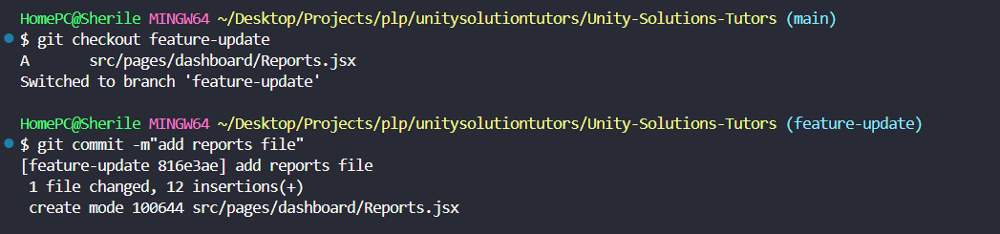 HomePC@Sherile MINGW64 ~/Desktop/Projects/plp/unitysolutiontutors/Unity-Solutions-Tutors (main)
$ git checkout feature-update
A       src/pages/dashboard/Reports.jsx
Switched to branch 'feature-update'

HomePC@Sherile MINGW64 ~/Desktop/Projects/plp/unitysolutiontutors/Unity-Solutions-Tutors (feature-update)
$ git commit -m"add reports file"
[feature-update 816e3ae] add reports file
 1 file changed, 12 insertions(+)
 create mode 100644 src/pages/dashboard/Reports.jsx